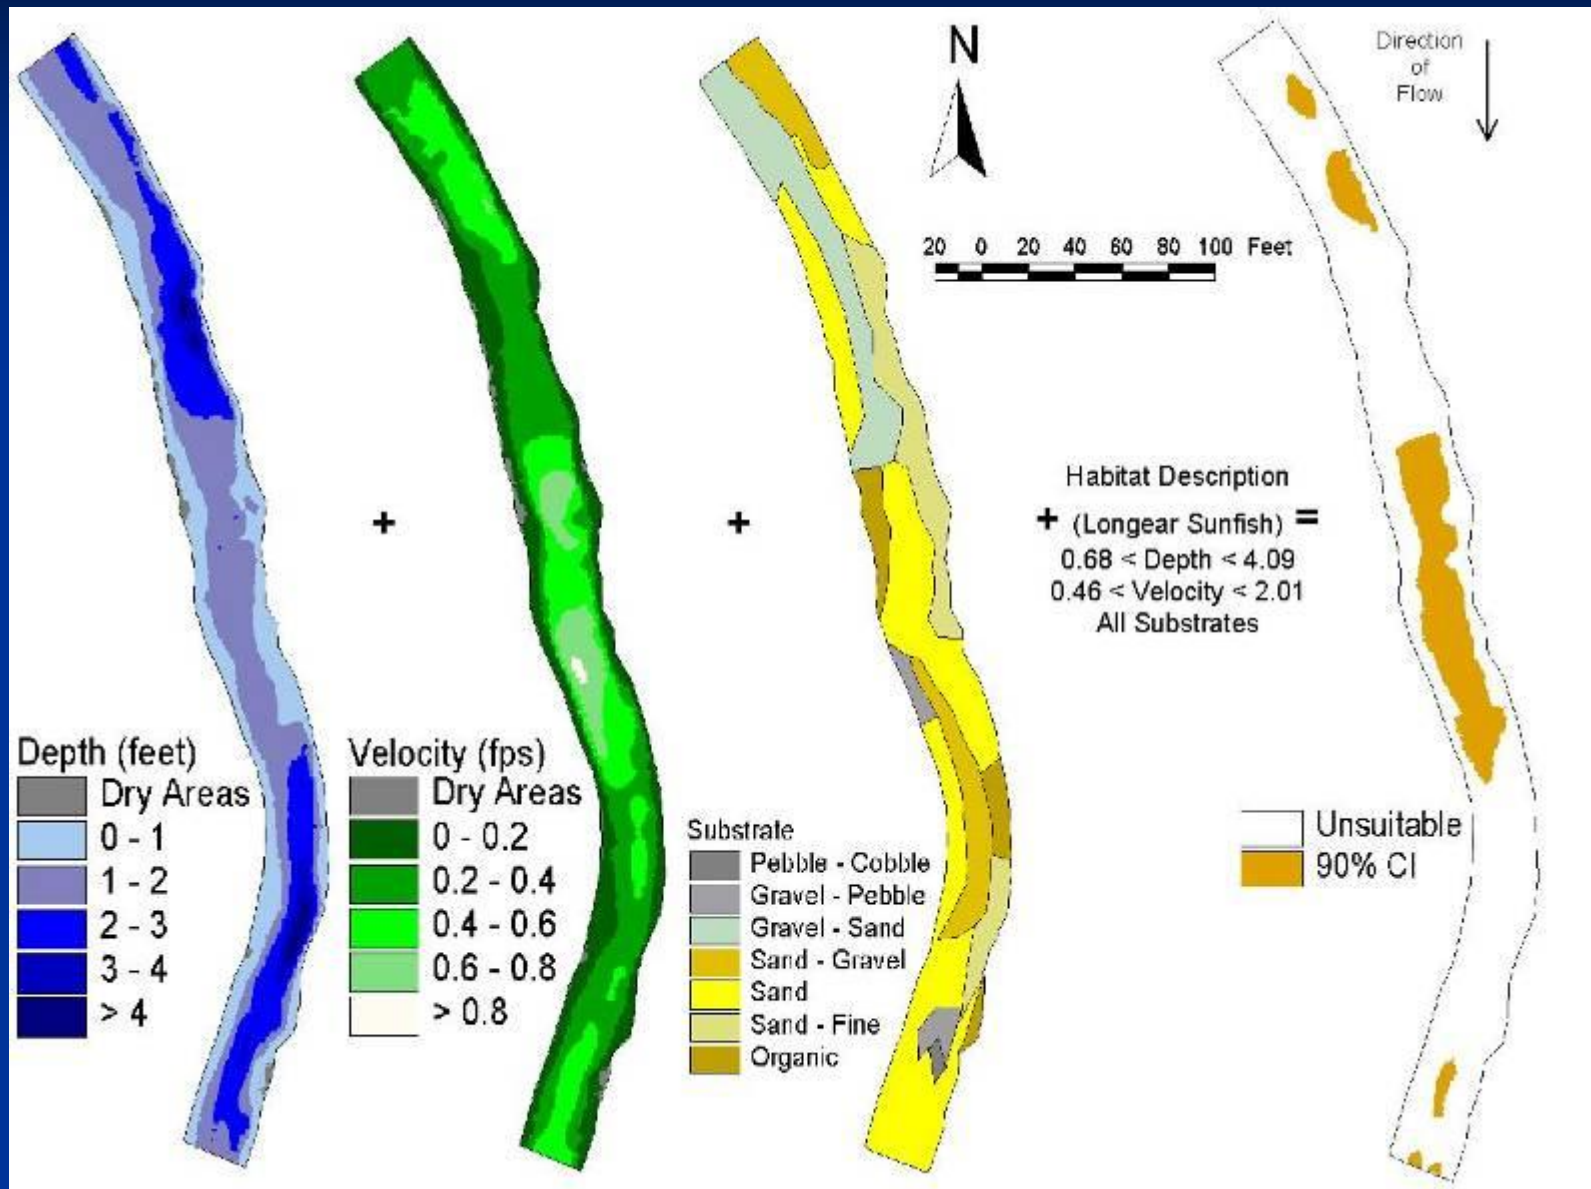 N
Direction
of
Flow
20 0 20 40 60 80 100 Feet
+
+
Habitat Description
+ (Longear Sunfish) =
0.68 < Depth < 4.09
0.46 < Velocity < 2.01
All Substrates
Depth (feet)
Dry Areas
0 - 1
1 - 2
2 - 3
3 - 4
> 4
Velocity (fps)
Dry Areas
0 - 0.2
0.2 - 0.4
0.4 - 0.6
0.6 - 0.8
> 0.8
Substrate
Pebble - Cobble
Gravel - Pebble
Gravel - Sand
Sand - Gravel
Sand
Sand - Fine
Organic
Unsuitable
90% CI